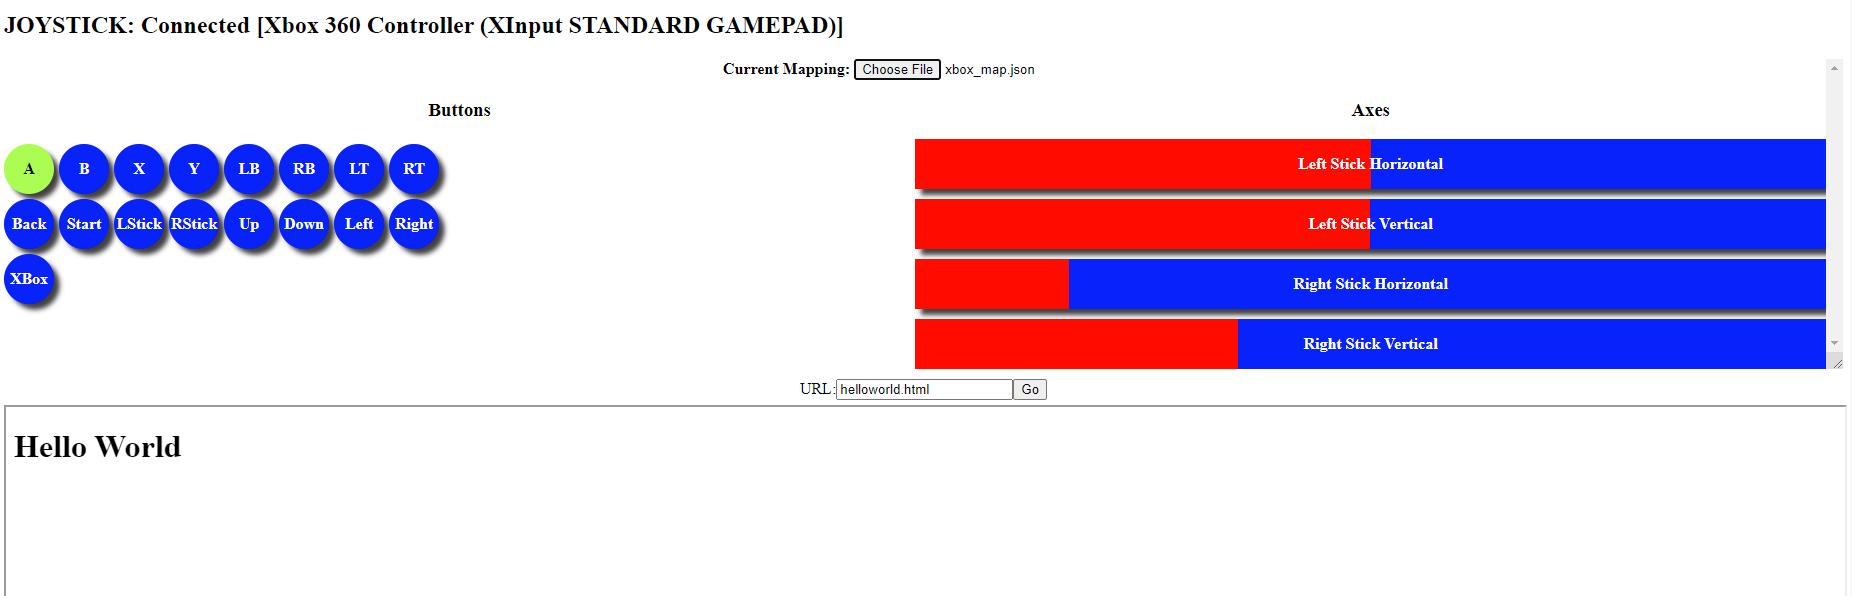 JOYSTICK: Connected [Xbox 360 Controller (XInput STANDARD GAMEPAD)]
Current Mapping: Choose File xbox_map.json
Buttons
A B X Y LB RB LT RT
Back Start LStick RStick Up Down Left Right
XBox
Axes
Left Stick Horizontal
Left Stick Vertical
Right Stick Horizontal
Right Stick Vertical
URL: helloworld.html Go
Hello World